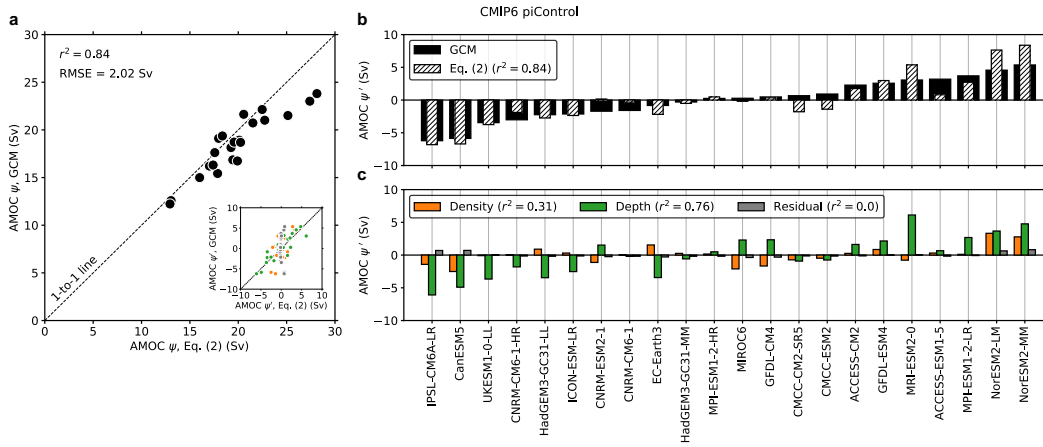 CMIP6 piControl
a
30
25
20
15
10
5
0
AMOC ψ, GCM (Sv)
r² = 0.84
RMSE = 2.02 Sv
1-to-1 line
0 5 10 15 20 25 30
AMOC ψ, Eq. (2) (Sv)
10
5
0
−5
−10
AMOC ψ′, GCM (Sv)
−10 −5 0 5 10
AMOC ψ′, Eq. (2) (Sv)
b
10
5
0
−5
−10
AMOC ψ′ (Sv)
GCM
Eq. (2) (r² = 0.84)
c
10
5
0
−5
−10
AMOC ψ′ (Sv)
Density (r² = 0.31)
Depth (r² = 0.76)
Residual (r² = 0.0)
IPSL-CM6A-LR
CanESM5
UKESM1-0-LL
CNRM-CM6-1-HR
HadGEM3-GC31-LL
ICON-ESM-LR
CNRM-ESM2-1
CNRM-CM6-1
EC-Earth3
HadGEM3-GC31-MM
MPI-ESM1-2-HR
MIROC6
GFDL-CM4
CMCC-CM2-SR5
CMCC-ESM2
ACCESS-CM2
GFDL-ESM4
MRI-ESM2-0
ACCESS-ESM1-5
MPI-ESM1-2-LR
NorESM2-LM
NorESM2-MM